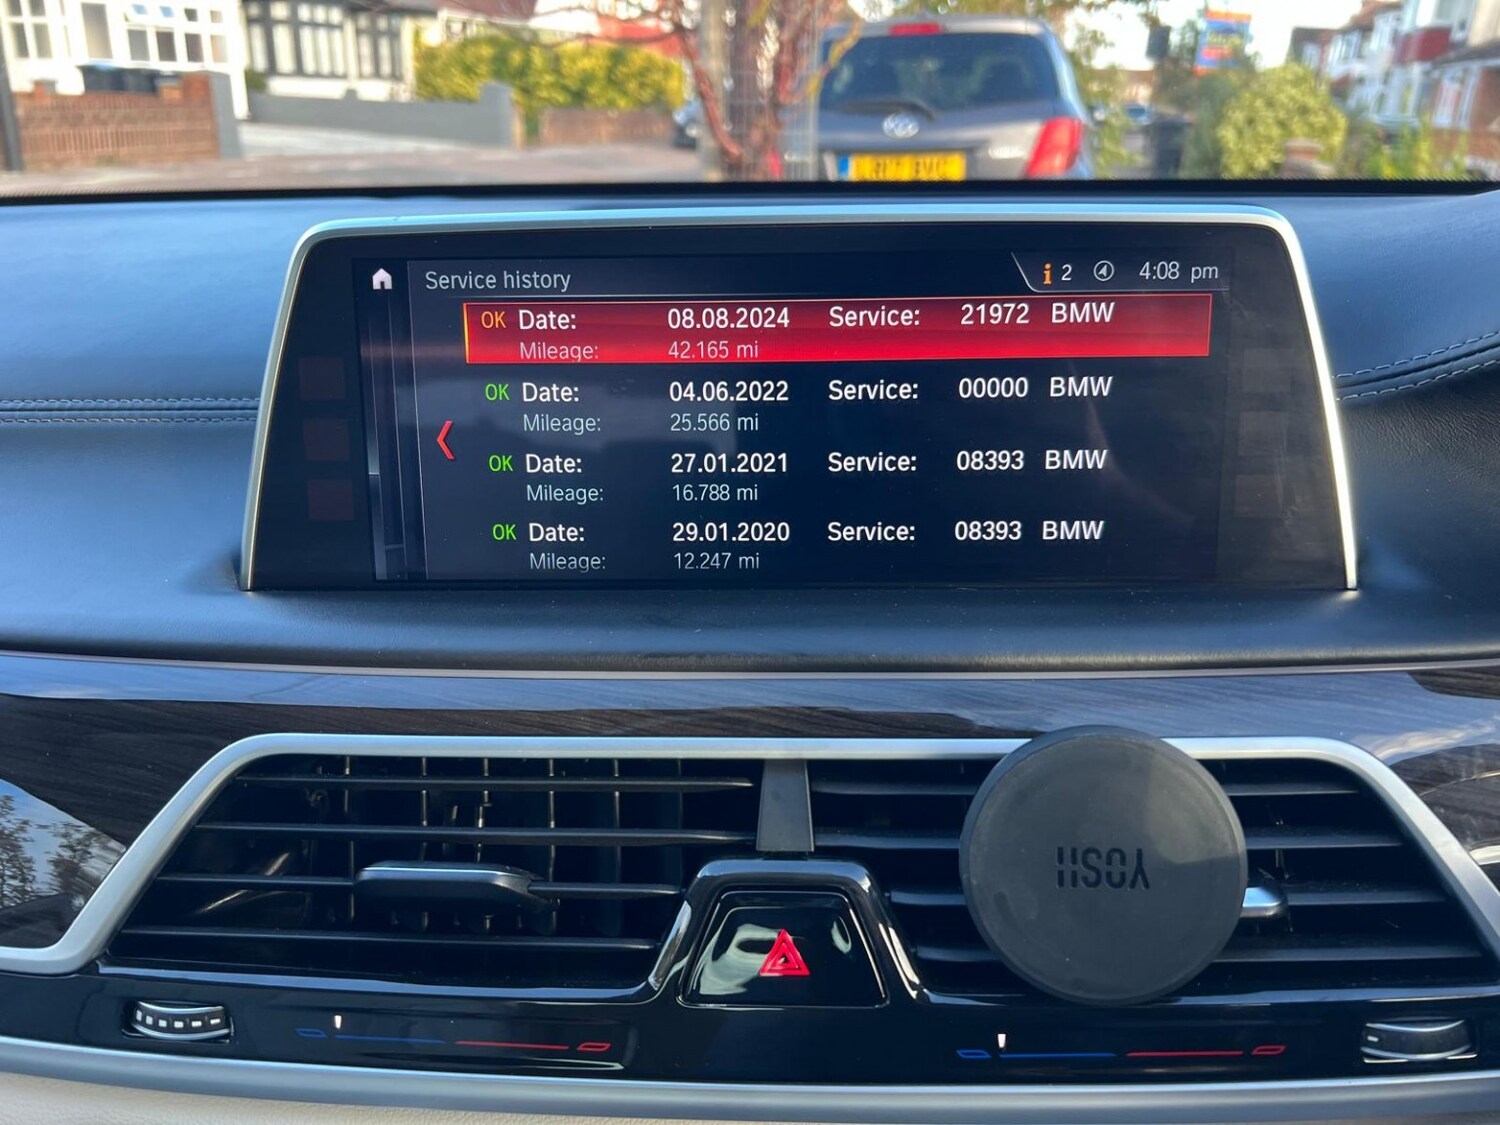 Service history
2
4:08 pm
OK Date: 08.08.2024 Service: 21972 BMW
Mileage: 42.165 mi
OK Date: 04.06.2022 Service: 00000 BMW
Mileage: 25.566 mi
OK Date: 27.01.2021 Service: 08393 BMW
Mileage: 16.788 mi
OK Date: 29.01.2020 Service: 08393 BMW
Mileage: 12.247 mi
YOSH